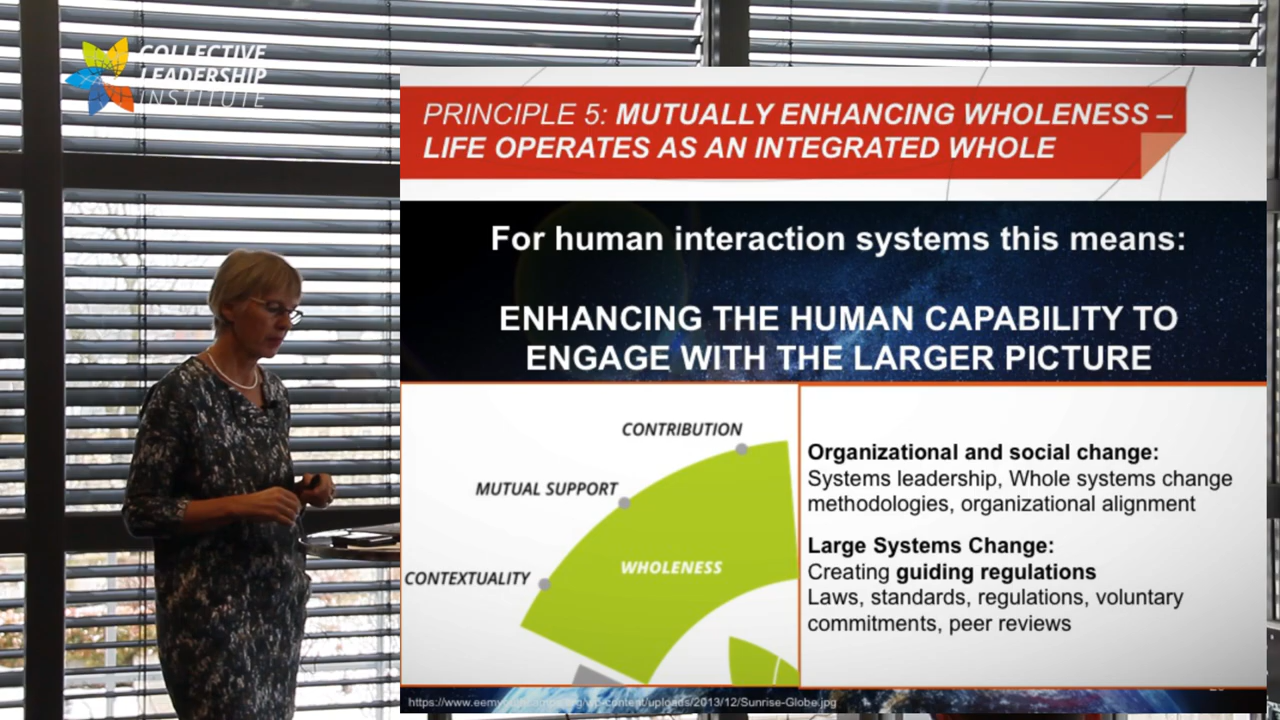 COLLECTIVE
LEADERSHIP
INSTITUTE
PRINCIPLE 5: MUTUALLY ENHANCING WHOLENESS –
LIFE OPERATES AS AN INTEGRATED WHOLE
For human interaction systems this means:
ENHANCING THE HUMAN CAPABILITY TO
ENGAGE WITH THE LARGER PICTURE
CONTRIBUTION
MUTUAL SUPPORT
WHOLENESS
CONTEXTUALITY
Organizational and social change:
Systems leadership, Whole systems change
methodologies, organizational alignment
Large Systems Change:
Creating guiding regulations
Laws, standards, regulations, voluntary
commitments, peer reviews